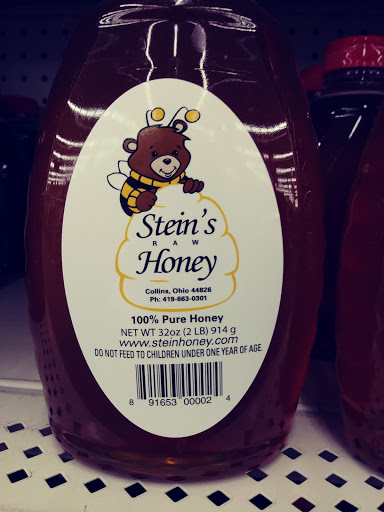 Stein's
RAW
Honey
Collins, Ohio 44826
Ph: 419-663-0301
100% Pure Honey
NET WT 32oz (2 LB) 914 g
www.steinhoney.com
DO NOT FEED TO CHILDREN UNDER ONE YEAR OF AGE.
8 91653 00002 4